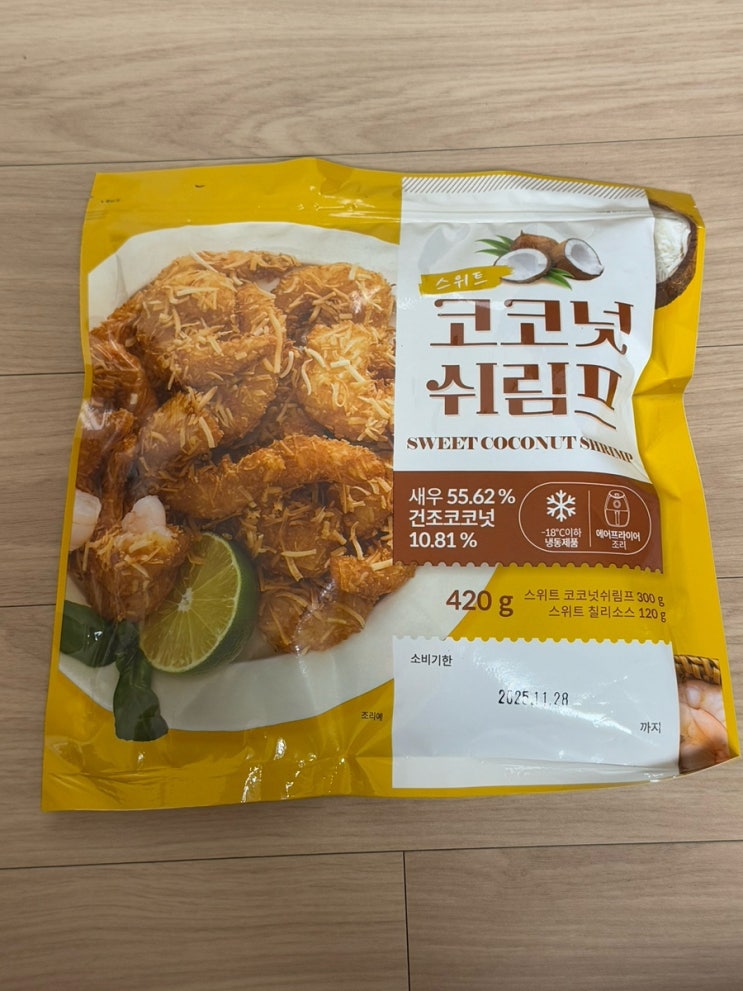 스위트
코코넛
쉬림프
SWEET COCONUT SHRIMP
새우 55.62 %
건조코코넛
10.81 %
-18℃이하
냉동제품
에어프라이어
조리
420 g
스위트 코코넛쉬림프 300 g
스위트 칠리소스 120 g
소비기한
2025.11.28
까지
조리예